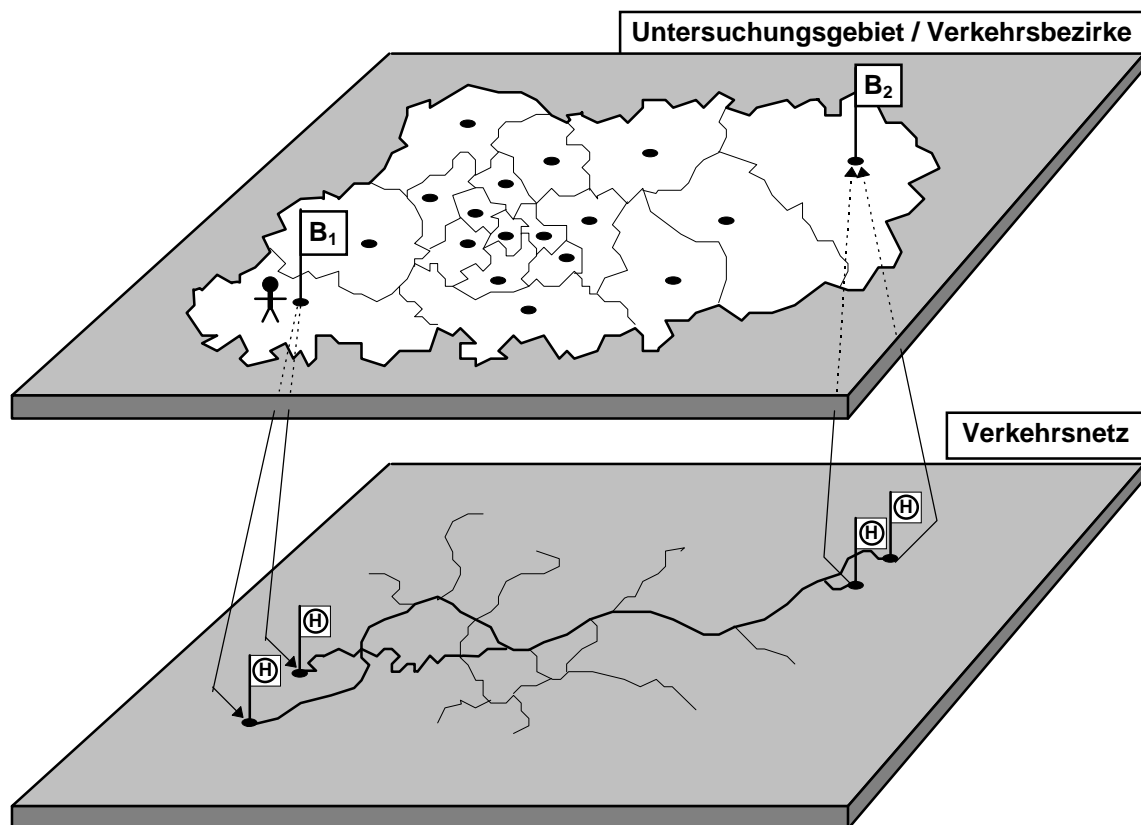 Untersuchungsgebiet / Verkehrsbezirke
B₂
B₁
Verkehrsnetz
H
H
H
H